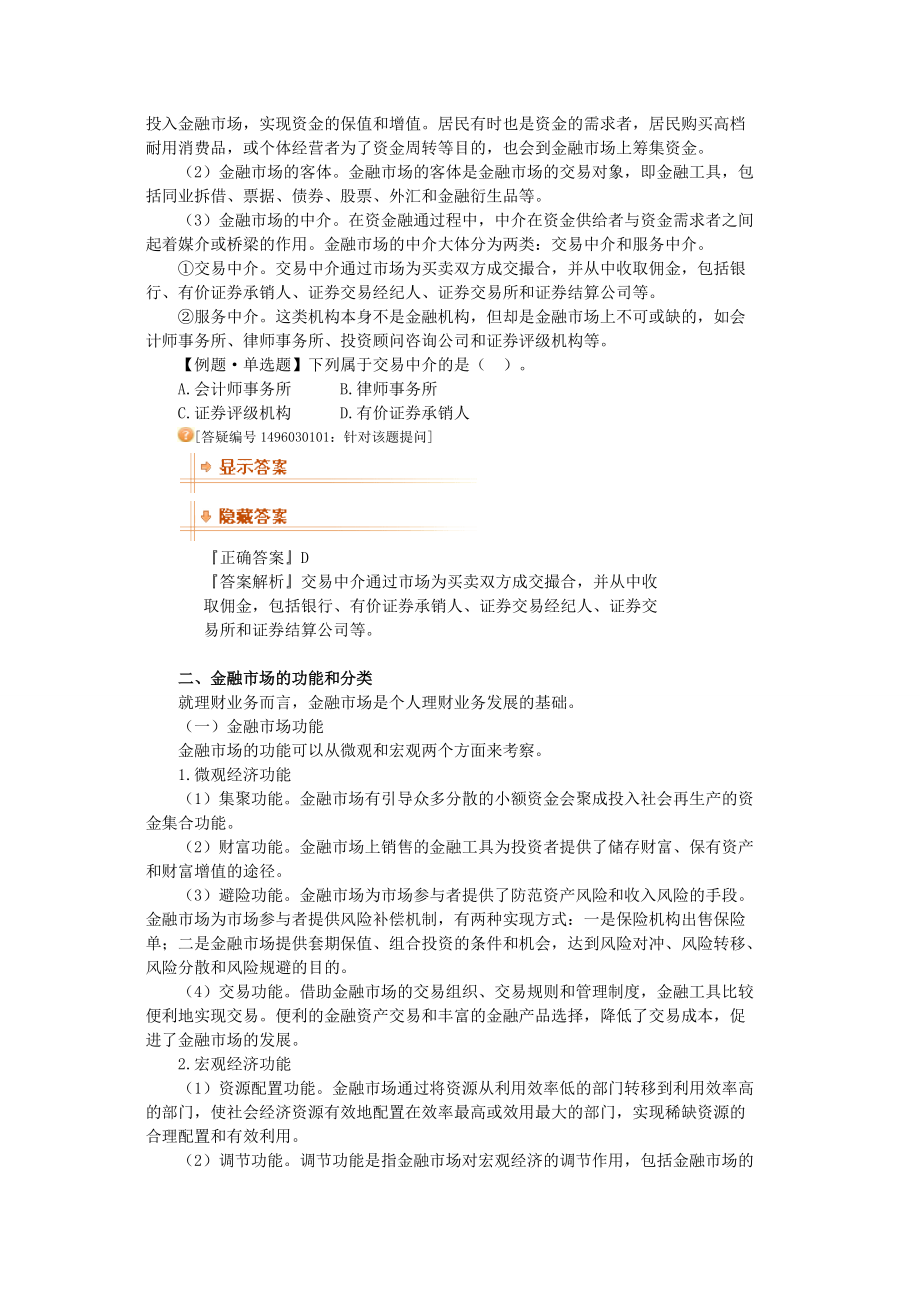 投入金融市场，实现资金的保值和增值。居民有时也是资金的需求者，居民购买高档
耐用消费品，或个体经营者为了资金周转等目的，也会到金融市场上筹集资金。
（2）金融市场的客体。金融市场的客体是金融市场的交易对象，即金融工具，包
括同业拆借、票据、债券、股票、外汇和金融衍生品等。
（3）金融市场的中介。在资金融通过程中，中介在资金供给者与资金需求者之间
起着媒介或桥梁的作用。金融市场的中介大体分为两类：交易中介和服务中介。
①交易中介。交易中介通过市场为买卖双方成交撮合，并从中收取佣金，包括银
行、有价证券承销人、证券交易经纪人、证券交易所和证券结算公司等。
②服务中介。这类机构本身不是金融机构，但却是金融市场上不可或缺的，如会
计师事务所、律师事务所、投资顾问咨询公司和证券评级机构等。
【例题·单选题】下列属于交易中介的是（　）。
A.会计师事务所　　　B.律师事务所
C.证券评级机构　　　D.有价证券承销人
[答疑编号1496030101：针对该题提问]
显示答案
隐藏答案
『正确答案』D
『答案解析』交易中介通过市场为买卖双方成交撮合，并从中收
取佣金，包括银行、有价证券承销人、证券交易经纪人、证券交
易所和证券结算公司等。
二、金融市场的功能和分类
就理财业务而言，金融市场是个人理财业务发展的基础。
（一）金融市场功能
金融市场的功能可以从微观和宏观两个方面来考察。
1.微观经济功能
（1）集聚功能。金融市场有引导众多分散的小额资金会聚成投入社会再生产的资
金集合功能。
（2）财富功能。金融市场上销售的金融工具为投资者提供了储存财富、保有资产
和财富增值的途径。
（3）避险功能。金融市场为市场参与者提供了防范资产风险和收入风险的手段。
金融市场为市场参与者提供风险补偿机制，有两种实现方式：一是保险机构出售保险
单；二是金融市场提供套期保值、组合投资的条件和机会，达到风险对冲、风险转移、
风险分散和风险规避的目的。
（4）交易功能。借助金融市场的交易组织、交易规则和管理制度，金融工具比较
便利地实现交易。便利的金融资产交易和丰富的金融产品选择，降低了交易成本，促
进了金融市场的发展。
2.宏观经济功能
（1）资源配置功能。金融市场通过将资源从利用效率低的部门转移到利用效率高
的部门，使社会经济资源有效地配置在效率最高或效用最大的部门，实现稀缺资源的
合理配置和有效利用。
（2）调节功能。调节功能是指金融市场对宏观经济的调节作用，包括金融市场的